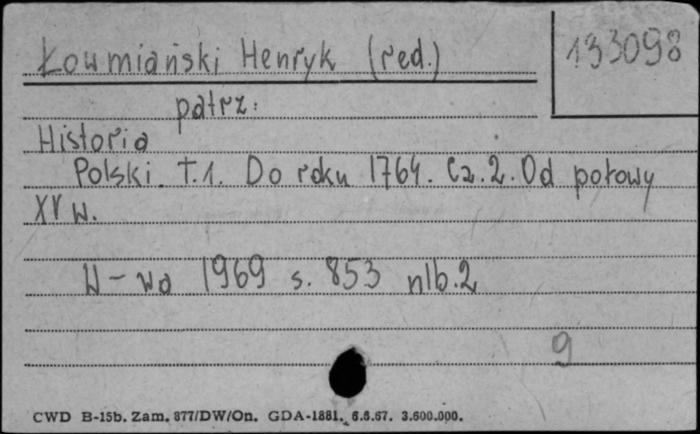 Łowmiański Henryk (red.)
133098
patrz:
Historia
Polski. T.1. Do roku 1764. Cz.2. Od połowy
XV w.
W-wa 1969 s. 853 nlb.2
9
CWD B-15b. Zam. 877/DW/On. GDA-1881. 6.6.67. 3.600.000.